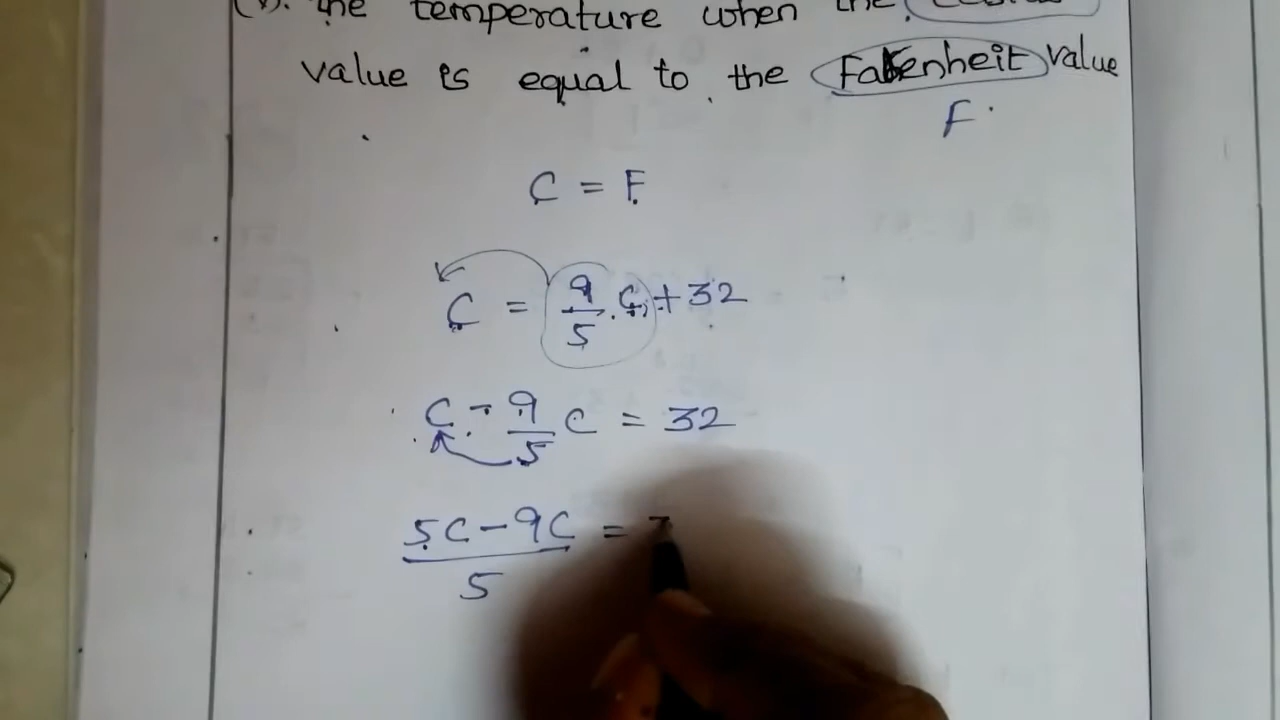 (v). The temperature when the
value is equal to the Fahenheit value
F.
C = F
C = 9/5 . C + 32
C - 9/5 C = 32
5C - 9C / 5 =